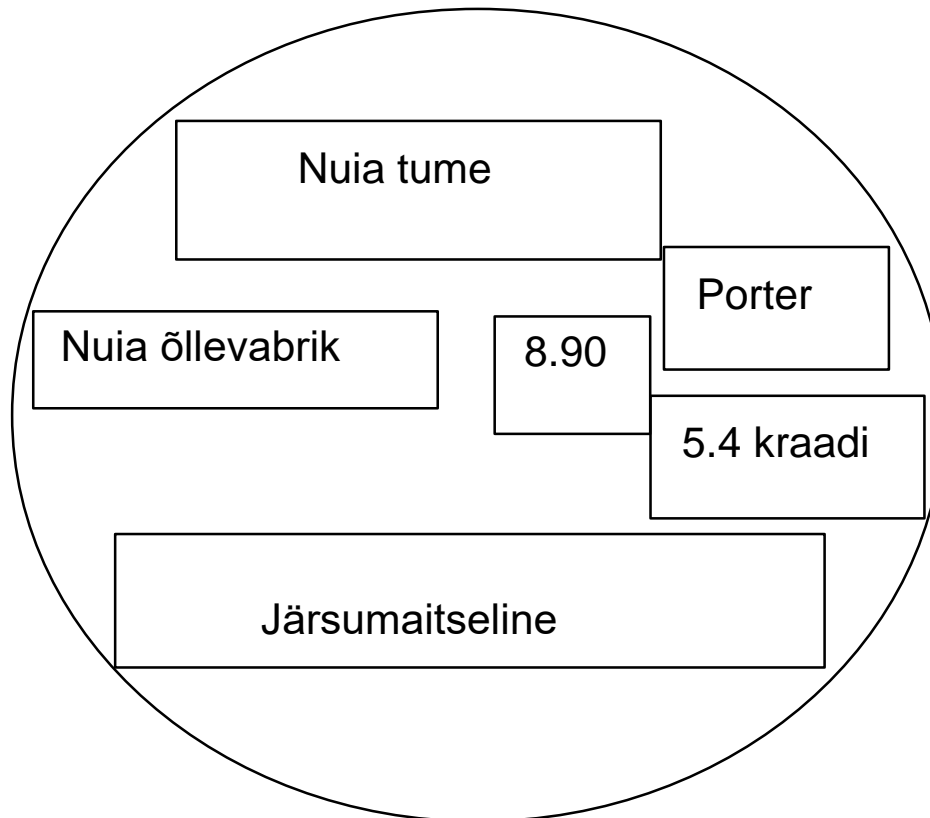 Nuia tume
Porter
Nuia õllevabrik
8.90
5.4 kraadi
Järsumaitseline